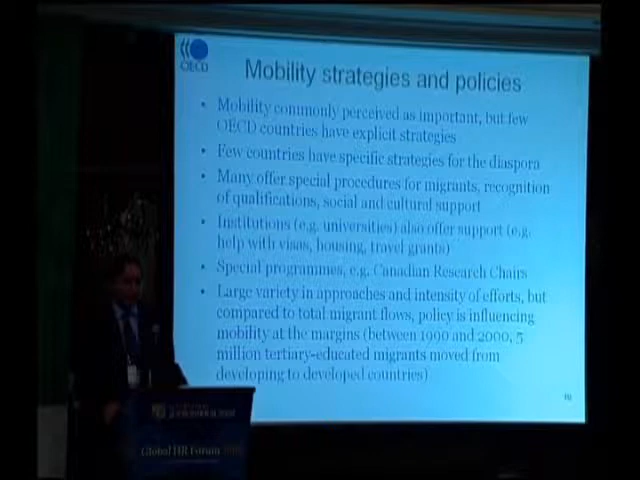 OECD
Mobility strategies and policies
• Mobility commonly perceived as important, but few
OECD countries have explicit strategies
• Few countries have specific strategies for the diaspora
• Many offer special procedures for migrants, recognition
of qualifications, social and cultural support
• Institutions (e.g. universities) also offer support (e.g.
help with visas, housing, travel grants)
• Special programmes, e.g. Canadian Research Chairs
• Large variety in approaches and intensity of efforts, but
compared to total migrant flows, policy is influencing
mobility at the margins (between 1990 and 2000, 5
million tertiary-educated migrants moved from
developing to developed countries)
Global HR Forum